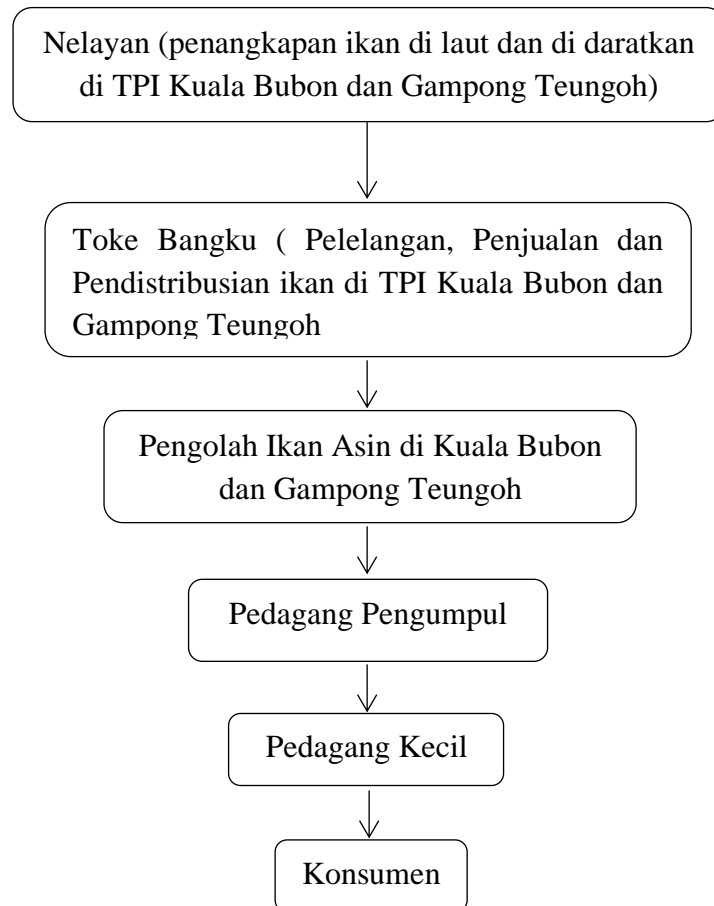 Nelayan (penangkapan ikan di laut dan di daratkan
di TPI Kuala Bubon dan Gampong Teungoh)
Toke Bangku ( Pelelangan, Penjualan dan
Pendistribusian ikan di TPI Kuala Bubon dan
Gampong Teungoh
Pengolah Ikan Asin di Kuala Bubon
dan Gampong Teungoh
Pedagang Pengumpul
Pedagang Kecil
Konsumen